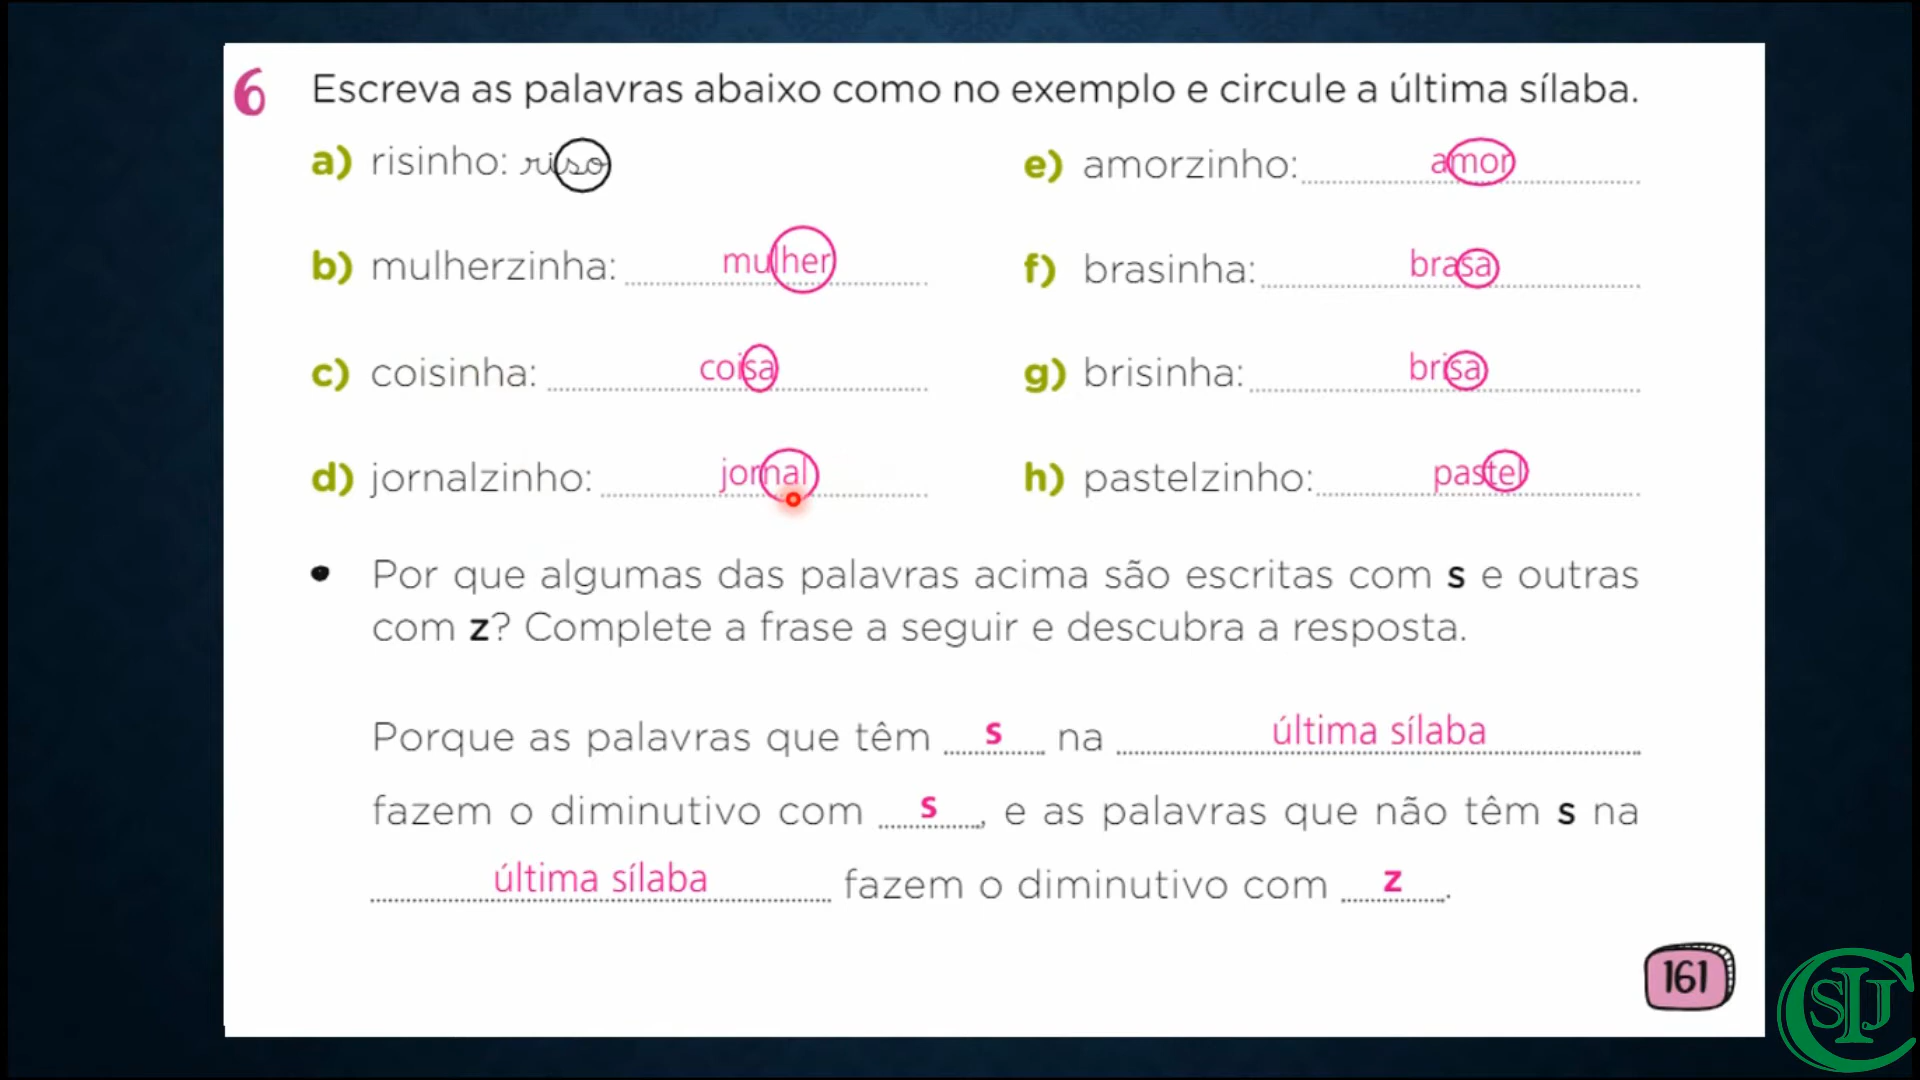 6 Escreva as palavras abaixo como no exemplo e circule a última sílaba.
a) risinho: riso
e) amorzinho: amor
b) mulherzinha: mulher
f) brasinha: brasa
c) coisinha: coisa
g) brisinha: brisa
d) jornalzinho: jornal
h) pastelzinho: pastel
• Por que algumas das palavras acima são escritas com s e outras
com z? Complete a frase a seguir e descubra a resposta.
Porque as palavras que têm s na última sílaba
fazem o diminutivo com s, e as palavras que não têm s na
última sílaba fazem o diminutivo com z.
161
CSIJ